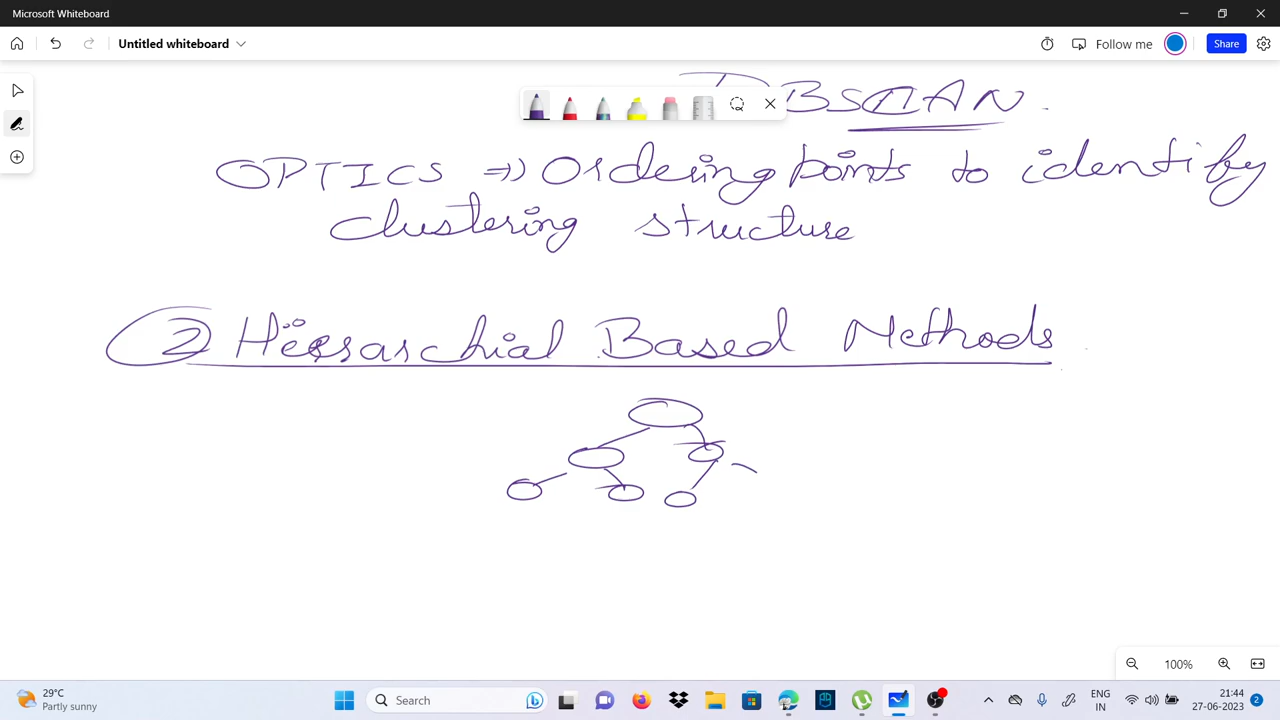 Microsoft Whiteboard
Untitled whiteboard
Follow me
Share
DBSCAN.
OPTICS => Ordering points to identify
clustering structure
2 Hierarchial Based Methods
100%
29°C
Partly sunny
Search
ENG
IN
21:44
27-06-2023
2